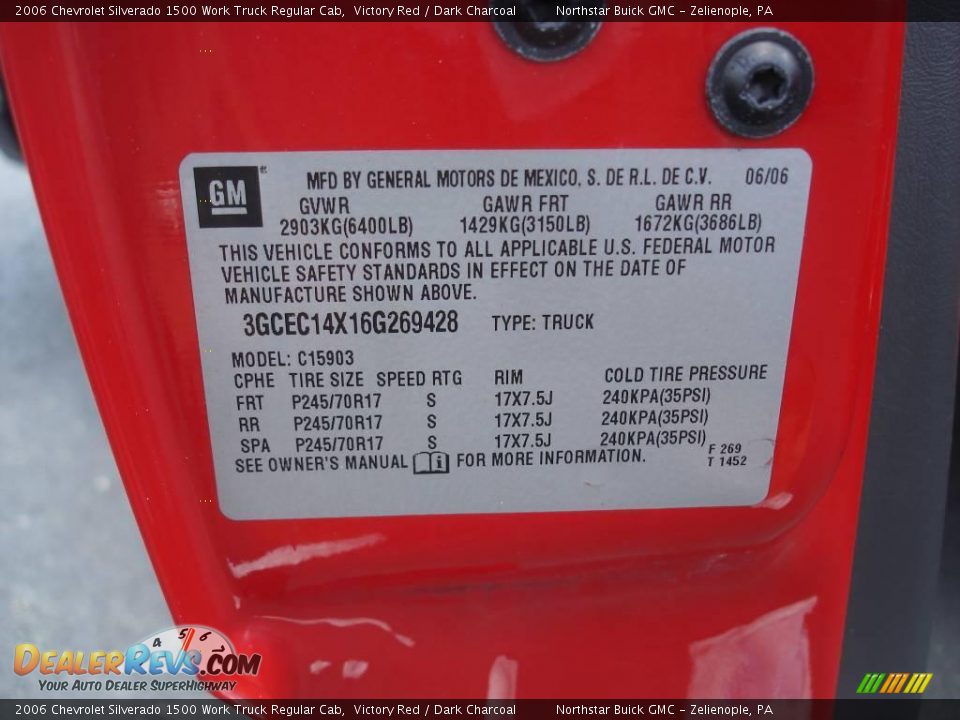 2006 Chevrolet Silverado 1500 Work Truck Regular Cab, Victory Red / Dark Charcoal Northstar Buick GMC - Zelienople, PA
GM® MFD BY GENERAL MOTORS DE MEXICO, S. DE R.L. DE C.V. 06/06
GVWR GAWR FRT GAWR RR
2903KG(6400LB) 1429KG(3150LB) 1672KG(3686LB)
THIS VEHICLE CONFORMS TO ALL APPLICABLE U.S. FEDERAL MOTOR
VEHICLE SAFETY STANDARDS IN EFFECT ON THE DATE OF
MANUFACTURE SHOWN ABOVE.
3GCEC14X16G269428 TYPE: TRUCK
MODEL: C15903
CPHE TIRE SIZE SPEED RTG RIM COLD TIRE PRESSURE
FRT P245/70R17 S 17X7.5J 240KPA(35PSI)
RR P245/70R17 S 17X7.5J 240KPA(35PSI)
SPA P245/70R17 S 17X7.5J 240KPA(35PSI)
SEE OWNER'S MANUAL i FOR MORE INFORMATION.
F 269
T 1452
4 5 6
DEALERREVS.COM
YOUR AUTO DEALER SUPERHIGHWAY
2006 Chevrolet Silverado 1500 Work Truck Regular Cab, Victory Red / Dark Charcoal Northstar Buick GMC - Zelienople, PA